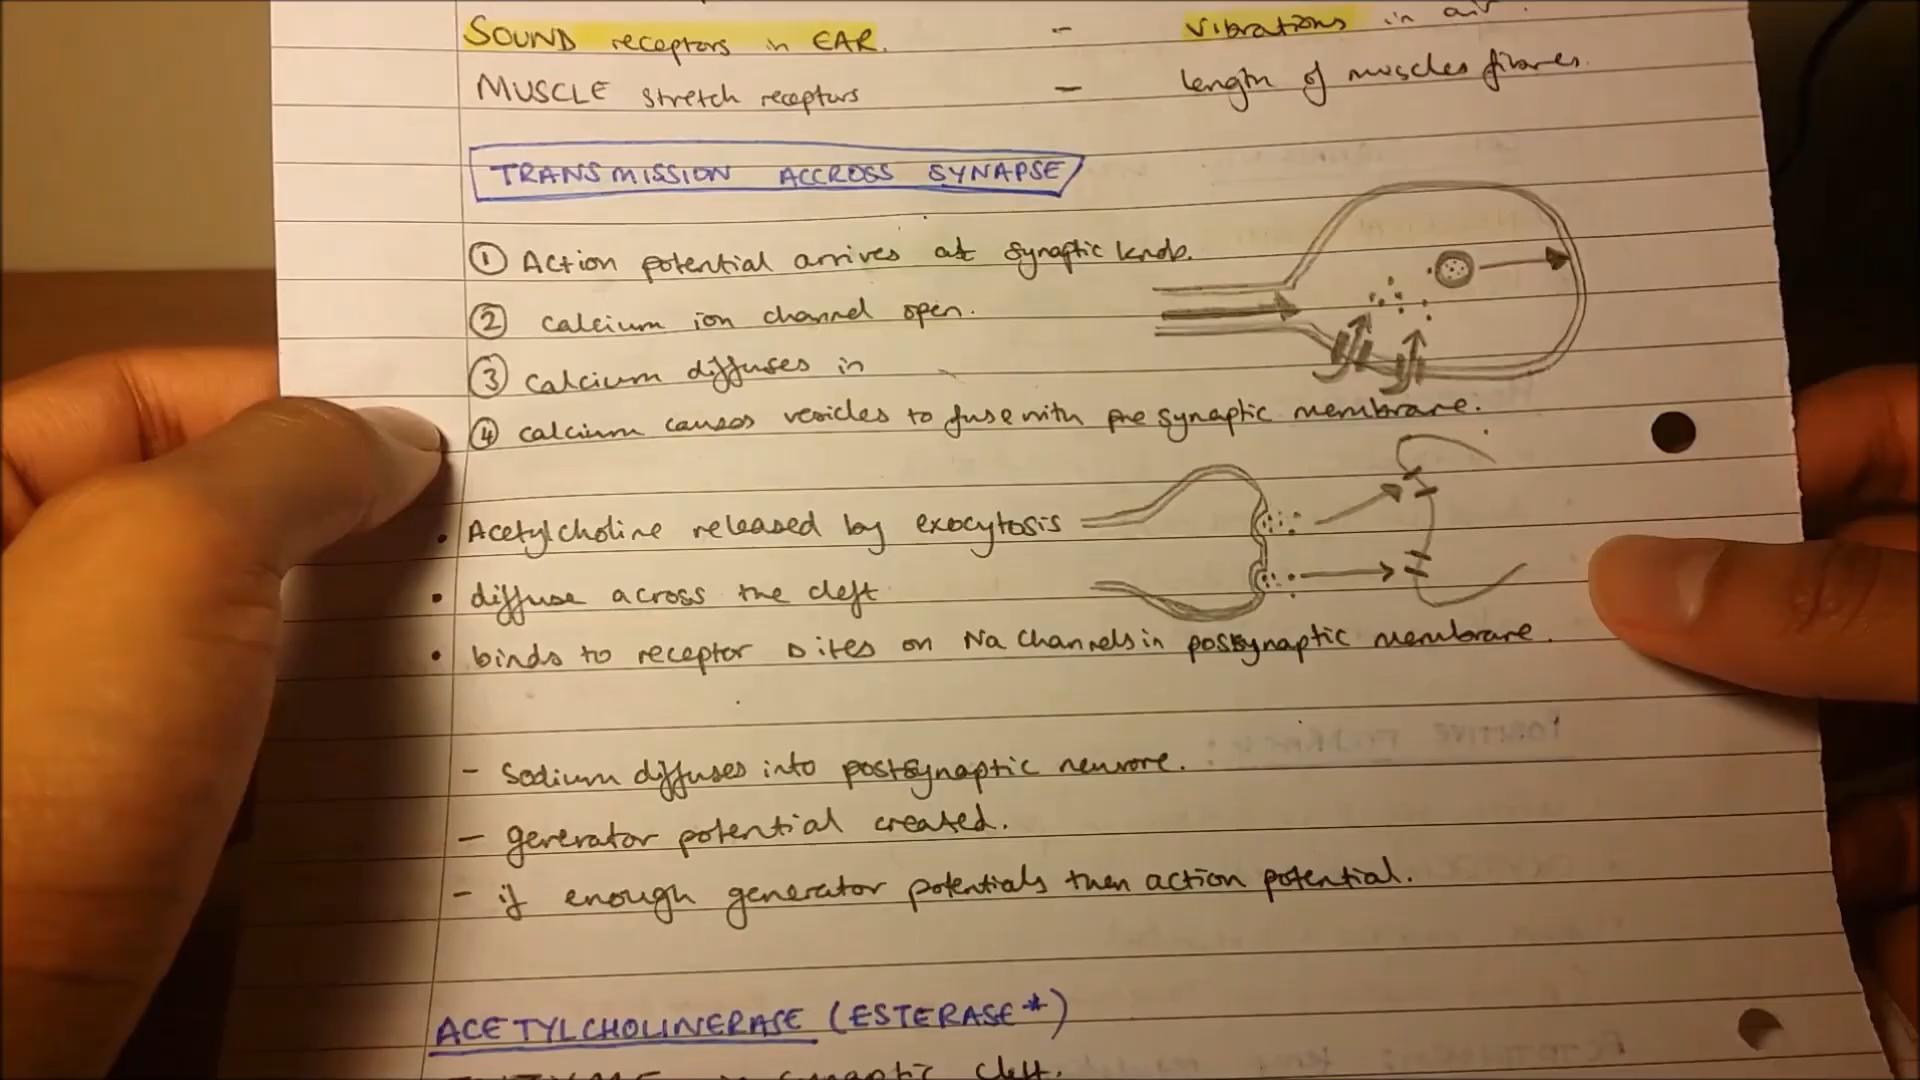 SOUND receptors in EAR. - vibrations in air.
MUSCLE stretch receptors - length of muscles fibres.
TRANSMISSION ACCROSS SYNAPSE
① Action potential arrives at synaptic knob.
② calcium ion channel open.
③ calcium diffuses in
④ calcium causes vesicles to fuse with pre synaptic membrane.
• Acetylcholine released by exocytosis
• diffuse across the cleft
• binds to receptor sites on Na channels in postsynaptic membrane.
- Sodium diffuses into postsynaptic neurone.
- generator potential created.
- if enough generator potentials then action potential.
ACETYLCHOLINERASE (ESTERASE*)
synaptic cleft.